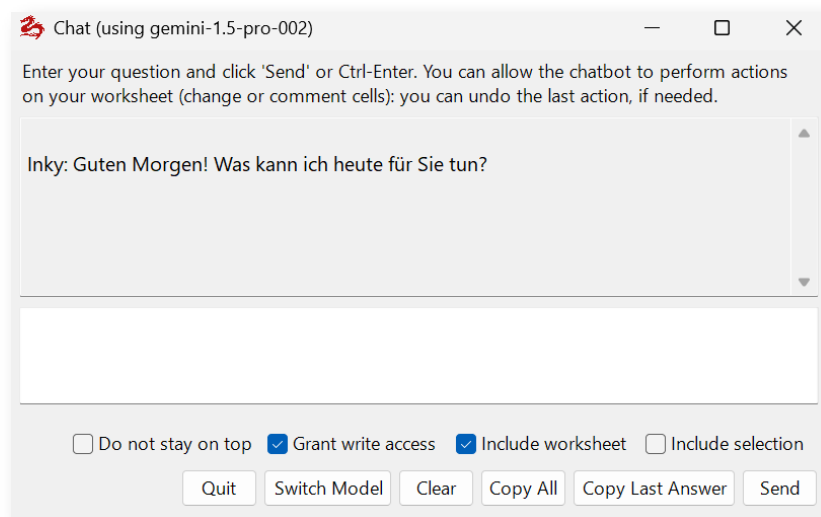 Chat (using gemini-1.5-pro-002)
Enter your question and click 'Send' or Ctrl-Enter. You can allow the chatbot to perform actions
on your worksheet (change or comment cells): you can undo the last action, if needed.
Inky: Guten Morgen! Was kann ich heute für Sie tun?
Do not stay on top Grant write access Include worksheet Include selection
Quit Switch Model Clear Copy All Copy Last Answer Send